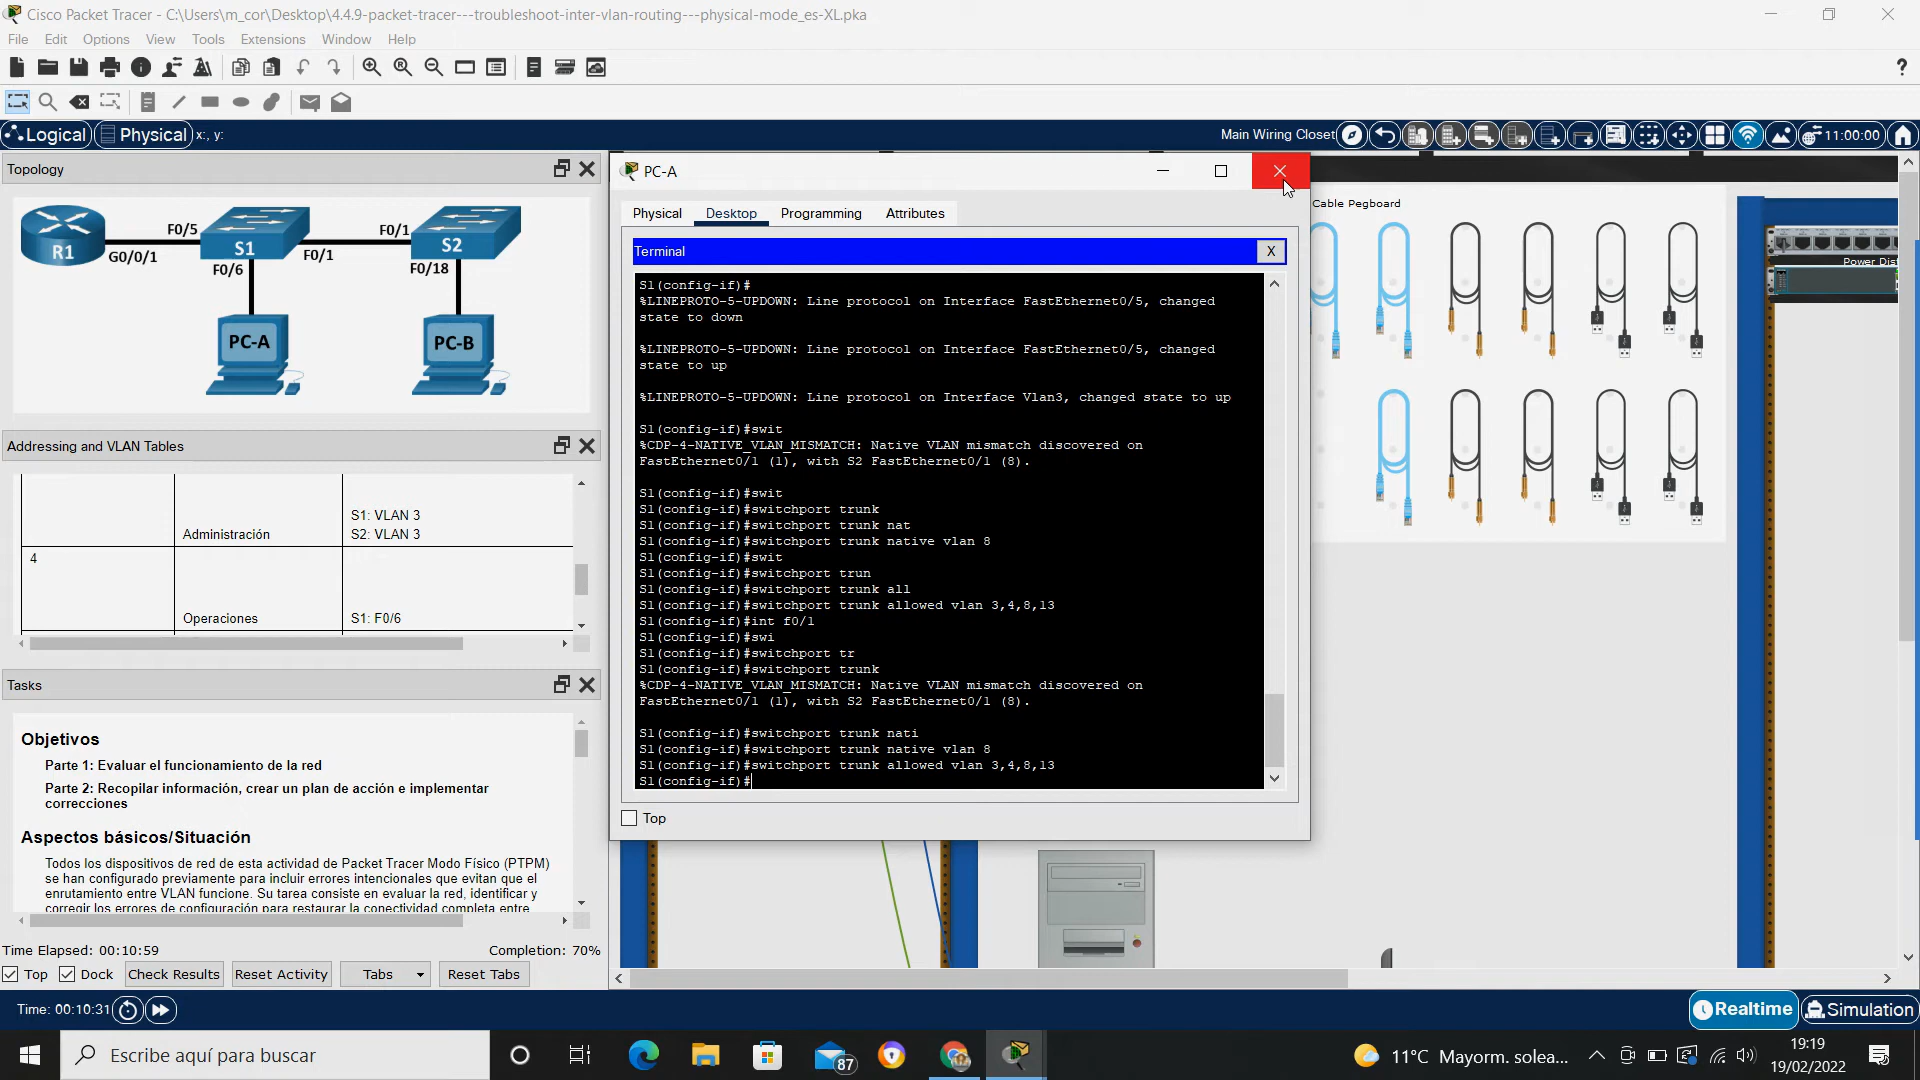 Cisco Packet Tracer - C:\Users\m_cor\Desktop\4.4.9-packet-tracer---troubleshoot-inter-vlan-routing---physical-mode_es-XL.pka
File Edit Options View Tools Extensions Window Help
Logical Physical x:, y: Main Wiring Closet 11:00:00
Topology
R1 G0/0/1 F0/5 S1 F0/1 F0/1 S2
F0/6 F0/18
PC-A PC-B
Addressing and VLAN Tables
Administración
S1: VLAN 3
S2: VLAN 3
4
Operaciones
S1: F0/6
Tasks
Objetivos
Parte 1: Evaluar el funcionamiento de la red
Parte 2: Recopilar información, crear un plan de acción e implementar
correcciones
Aspectos básicos/Situación
Todos los dispositivos de red de esta actividad de Packet Tracer Modo Físico (PTPM)
se han configurado previamente para incluir errores intencionales que evitan que el
enrutamiento entre VLAN funcione. Su tarea consiste en evaluar la red, identificar y
corregir los errores de configuración para restaurar la conectividad completa entre
Time Elapsed: 00:10:59 Completion: 70%
Top Dock Check Results Reset Activity Tabs Reset Tabs
PC-A
Physical Desktop Programming Attributes
Terminal X
S1(config-if)#
%LINEPROTO-5-UPDOWN: Line protocol on Interface FastEthernet0/5, changed
state to down
%LINEPROTO-5-UPDOWN: Line protocol on Interface FastEthernet0/5, changed
state to up
%LINEPROTO-5-UPDOWN: Line protocol on Interface Vlan3, changed state to up
S1(config-if)#swit
%CDP-4-NATIVE_VLAN_MISMATCH: Native VLAN mismatch discovered on
FastEthernet0/1 (1), with S2 FastEthernet0/1 (8).
S1(config-if)#swit
S1(config-if)#switchport trunk
S1(config-if)#switchport trunk nat
S1(config-if)#switchport trunk native vlan 8
S1(config-if)#swit
S1(config-if)#switchport trun
S1(config-if)#switchport trunk all
S1(config-if)#switchport trunk allowed vlan 3,4,8,13
S1(config-if)#int f0/1
S1(config-if)#swi
S1(config-if)#switchport tr
S1(config-if)#switchport trunk
%CDP-4-NATIVE_VLAN_MISMATCH: Native VLAN mismatch discovered on
FastEthernet0/1 (1), with S2 FastEthernet0/1 (8).
S1(config-if)#switchport trunk nati
S1(config-if)#switchport trunk native vlan 8
S1(config-if)#switchport trunk allowed vlan 3,4,8,13
S1(config-if)#
Top
Cable Pegboard
Power Dis
Time: 00:10:31 Realtime Simulation
Escribe aquí para buscar 87 11°C Mayorm. solea... 19:19
19/02/2022